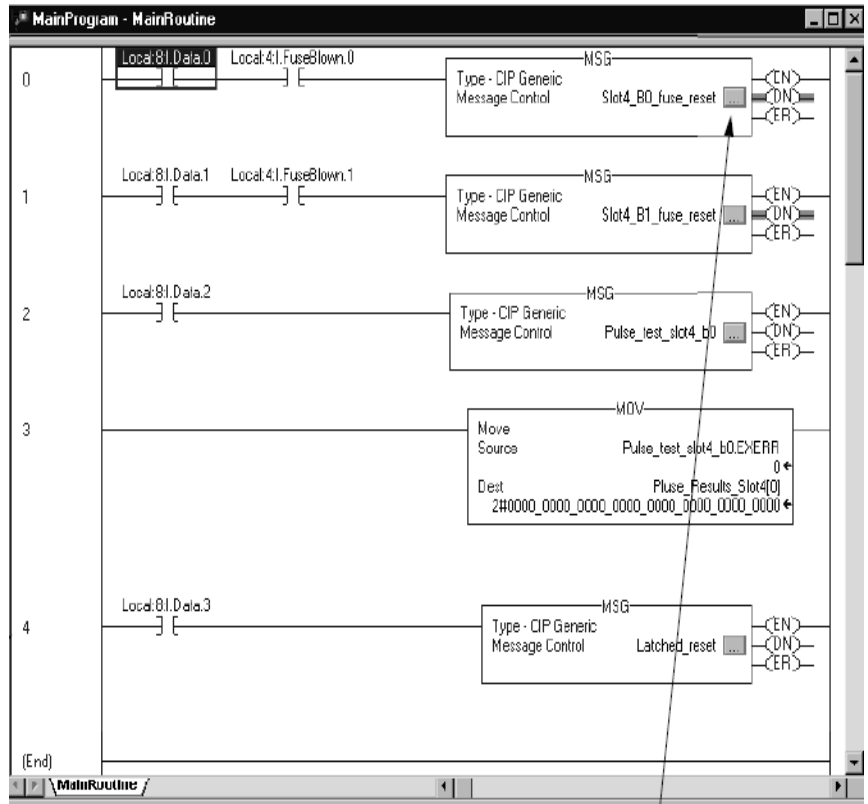 MainProgram - MainRoutine
0
Local:8:I.Data.0 Local:4:I.FuseBlown.0
MSG
Type - CIP Generic
Message Control Slot4_B0_fuse_reset ...
EN
DN
ER
1
Local:8:I.Data.1 Local:4:I.FuseBlown.1
MSG
Type - CIP Generic
Message Control Slot4_B1_fuse_reset ...
EN
DN
ER
2
Local:8:I.Data.2
MSG
Type - CIP Generic
Message Control Pulse_test_slot4_b0 ...
EN
DN
ER
3
MOV
Move
Source Pulse_test_slot4_b0.EXERR
0
Dest Pluse_Results_Slot4[0]
2#0000_0000_0000_0000_0000_0000_0000_0000
4
Local:8:I.Data.3
MSG
Type - CIP Generic
Message Control Latched_reset ...
EN
DN
ER
(End)
MainRoutine